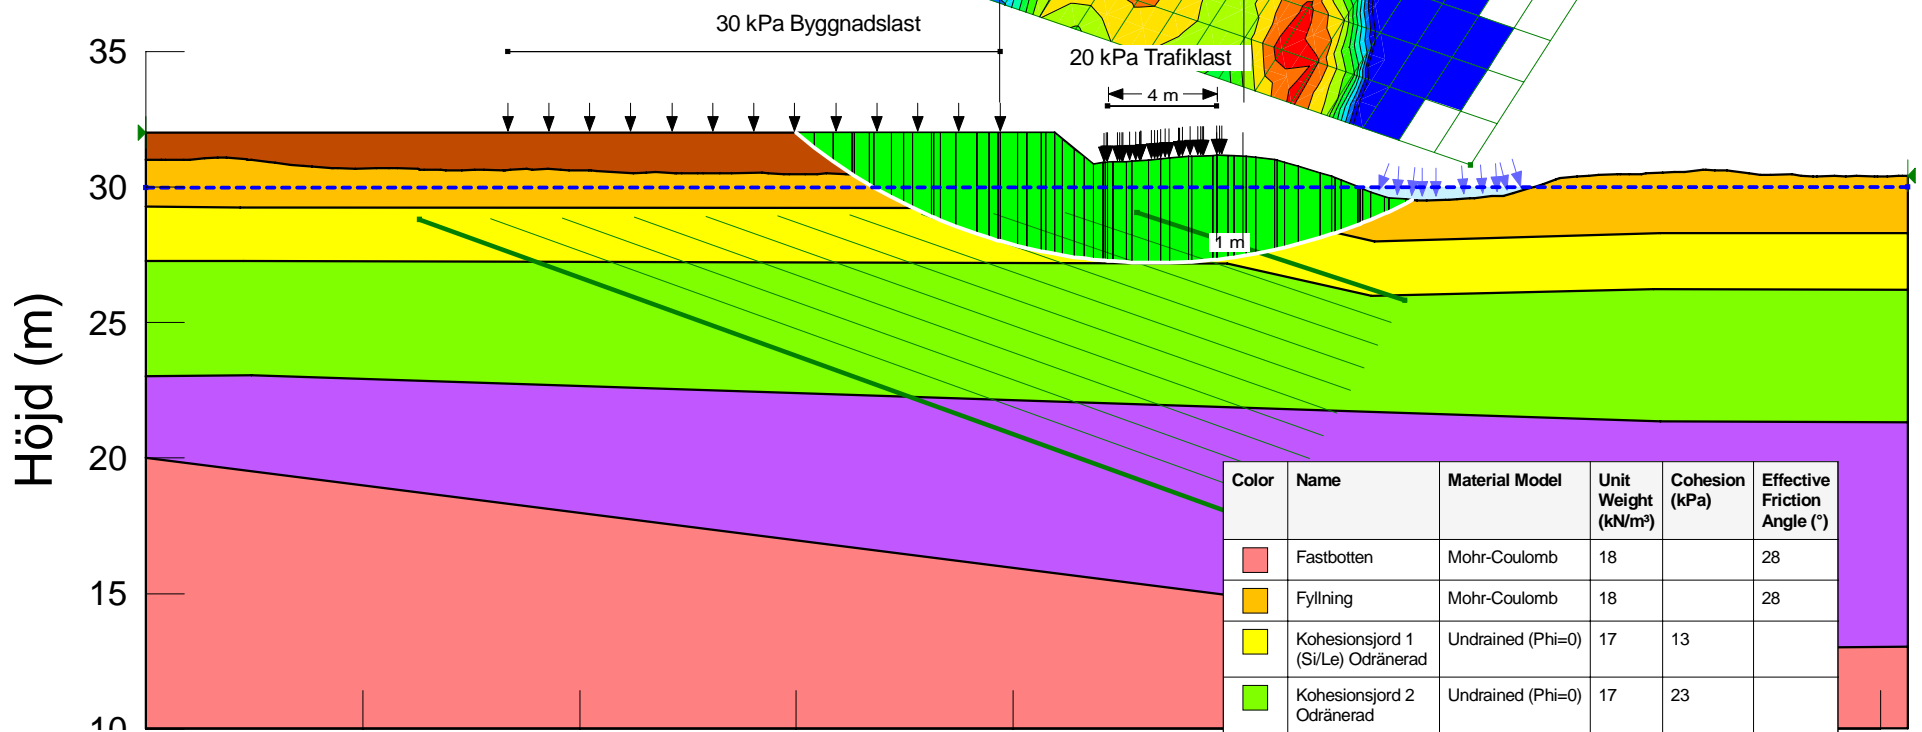 30 kPa Byggnadslast
35
20 kPa Trafiklast
4 m
30
1 m
25
Höjd (m)
20
Color Name Material Model Unit Weight (kN/m³) Cohesion (kPa) Effective Friction Angle (°)
Fastbotten Mohr-Coulomb 18 28
Fyllning Mohr-Coulomb 18 28
15
Kohesionsjord 1 (Si/Le) Odränerad Undrained (Phi=0) 17 13
Kohesionsjord 2 Odränerad Undrained (Phi=0) 17 23
10